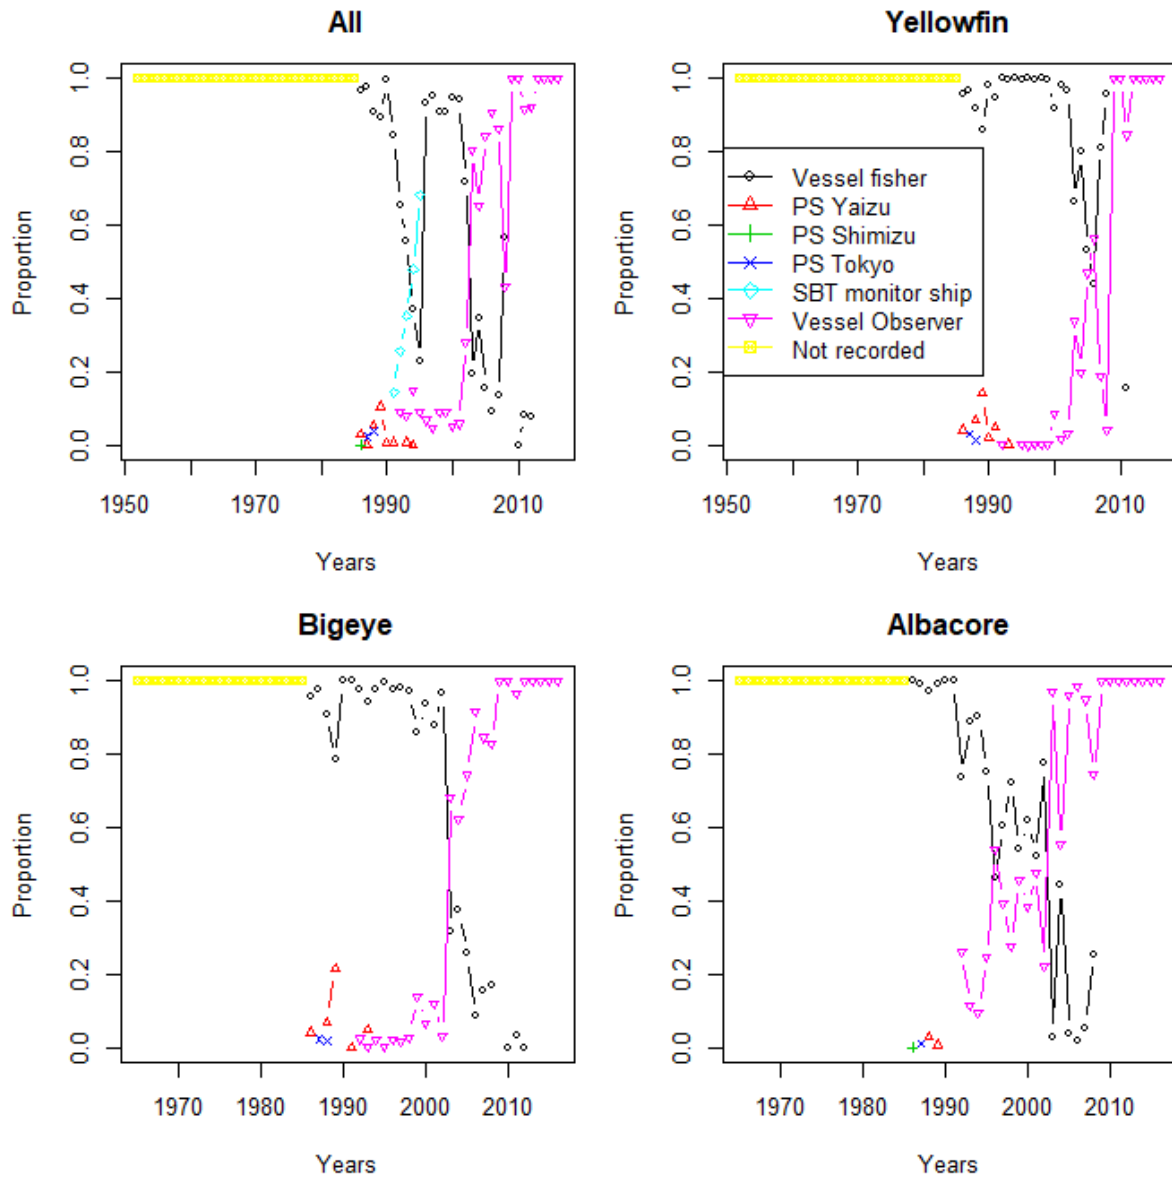 All
Proportion
1.0
0.8
0.6
0.4
0.2
0.0
1950 1970 1990 2010
Years
Yellowfin
Proportion
1.0
0.8
0.6
0.4
0.2
0.0
Vessel fisher
PS Yaizu
PS Shimizu
PS Tokyo
SBT monitor ship
Vessel Observer
Not recorded
1950 1970 1990 2010
Years
Bigeye
Proportion
1.0
0.8
0.6
0.4
0.2
0.0
1970 1980 1990 2000 2010
Years
Albacore
Proportion
1.0
0.8
0.6
0.4
0.2
0.0
1970 1980 1990 2000 2010
Years